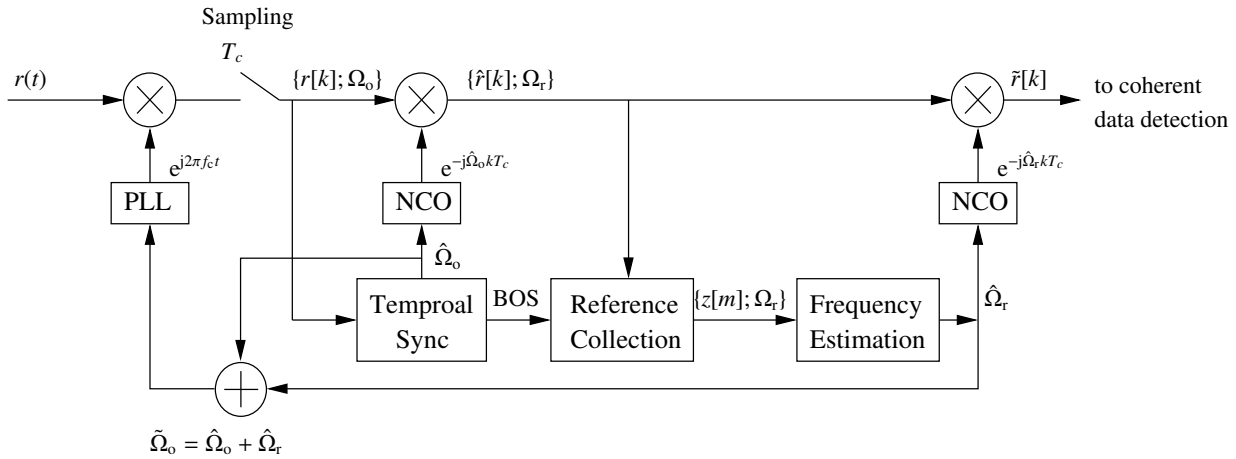 Sampling
T_c
r(t)
{r[k]; Ω_o}
{r̂[k]; Ω_r}
r̃[k]
to coherent
data detection
e^{j2πf_c t}
e^{-jΩ̂_o kT_c}
e^{-jΩ̂_r kT_c}
PLL
NCO
NCO
Ω̂_o
Temproal
Sync
BOS
Reference
Collection
{z[m]; Ω_r}
Frequency
Estimation
Ω̂_r
Ω̃_o = Ω̂_o + Ω̂_r